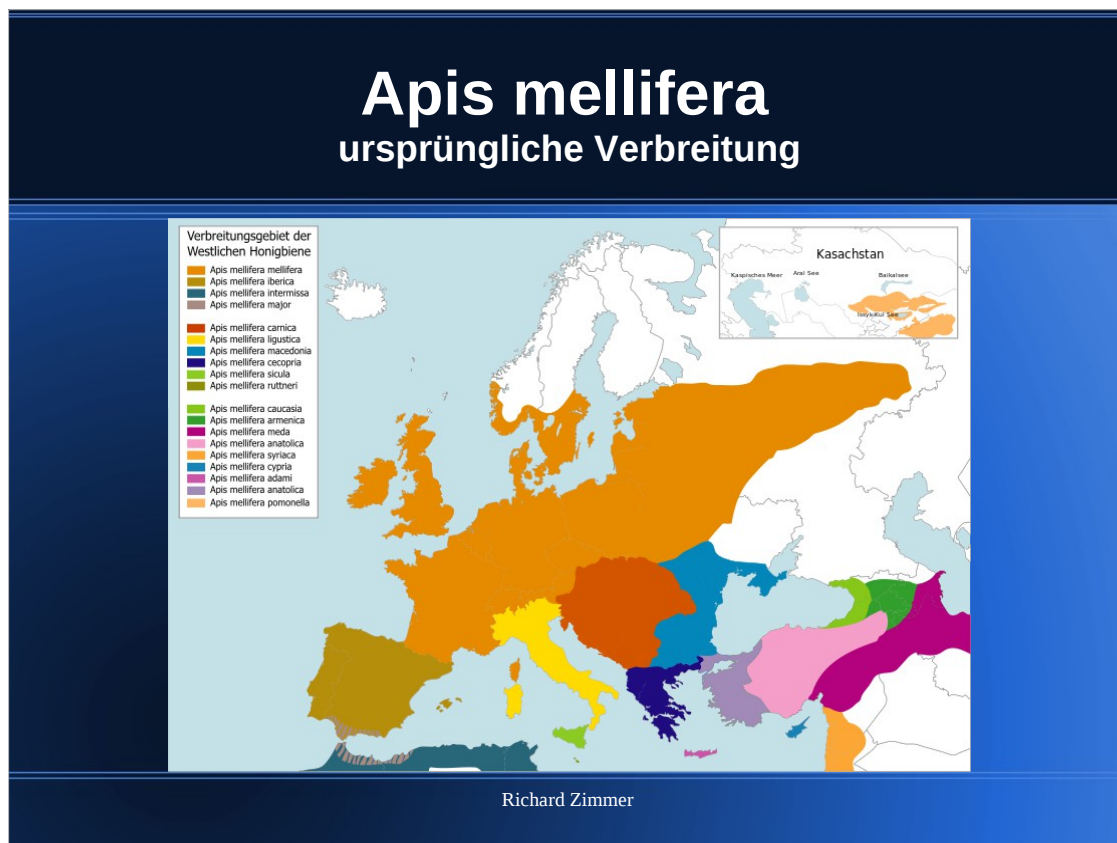 Apis mellifera
ursprüngliche Verbreitung
Verbreitungsgebiet der
Westlichen Honigbiene
Apis mellifera mellifera
Apis mellifera iberica
Apis mellifera intermissa
Apis mellifera major
Apis mellifera carnica
Apis mellifera ligustica
Apis mellifera macedonia
Apis mellifera cecopria
Apis mellifera sicula
Apis mellifera ruttneri
Apis mellifera caucasia
Apis mellifera armenica
Apis mellifera meda
Apis mellifera anatolica
Apis mellifera syriaca
Apis mellifera cypria
Apis mellifera adami
Apis mellifera anatolica
Apis mellifera pomonella
Kasachstan
Kaspisches Meer
Aral See
Balkalsee
Issyk-Kul See
Richard Zimmer